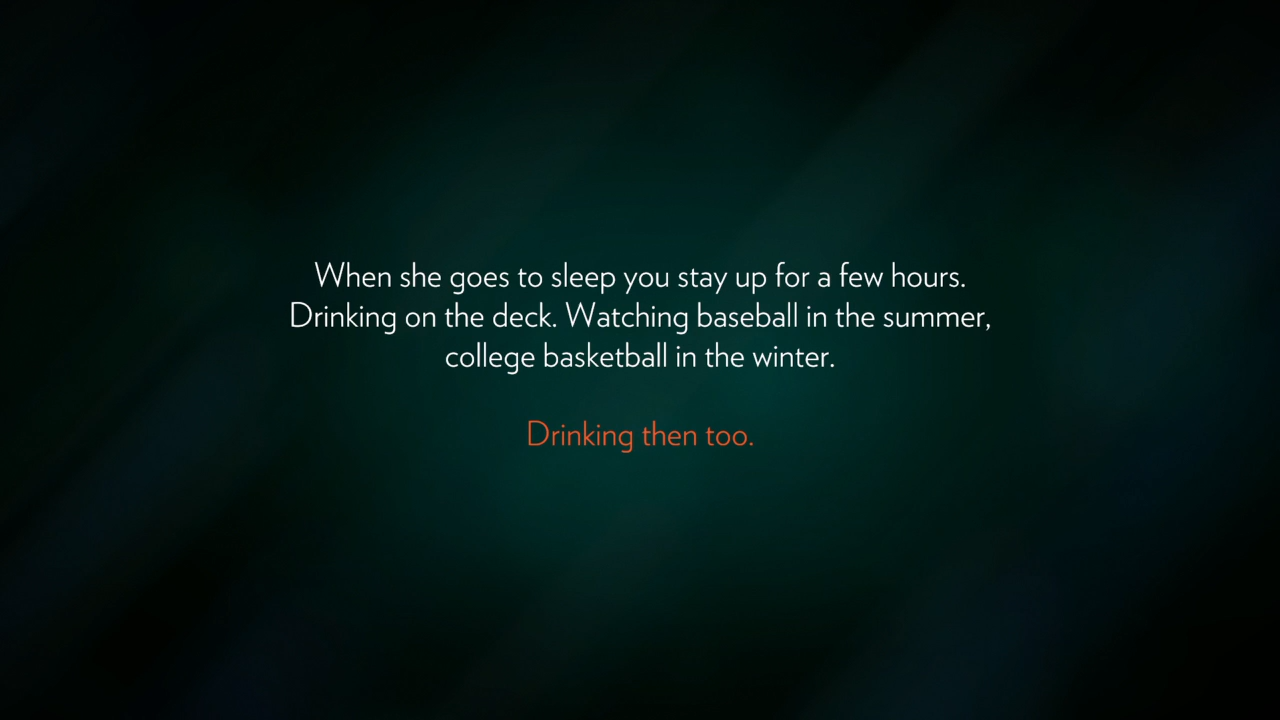 When she goes to sleep you stay up for a few hours.
Drinking on the deck. Watching baseball in the summer,
college basketball in the winter.
Drinking then too.